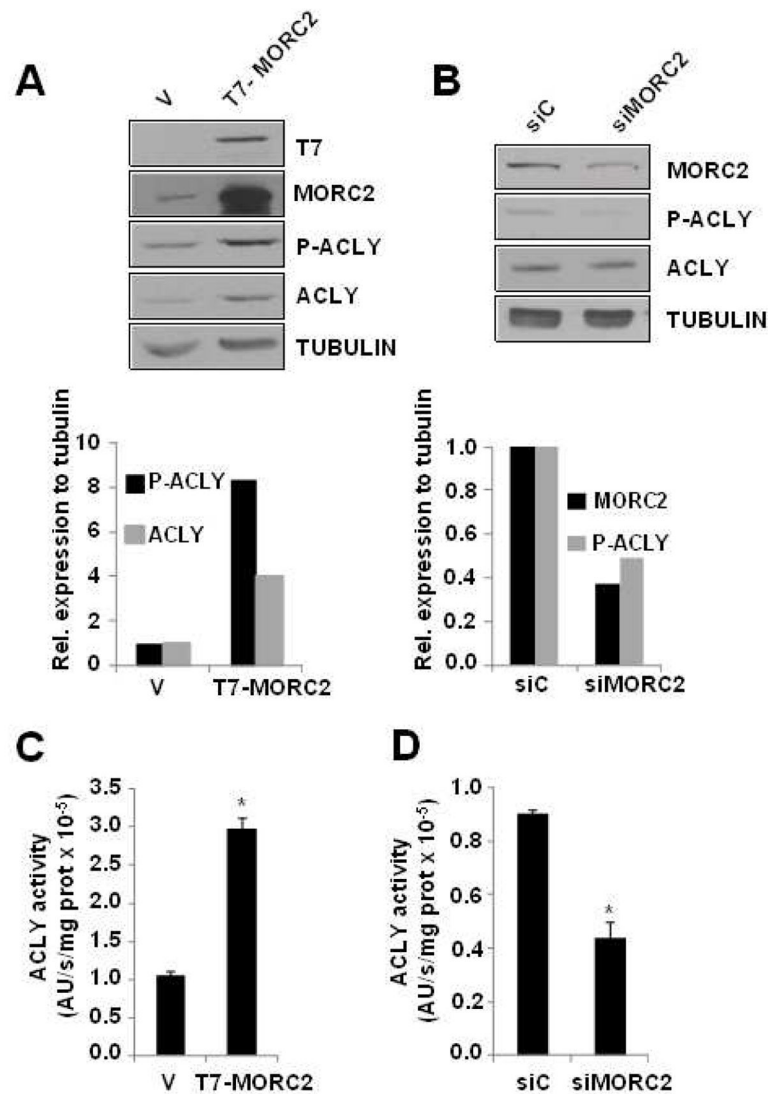 A
V
T7- MORC2
T7
MORC2
P-ACLY
ACLY
TUBULIN
Rel. expression to tubulin
10
8
6
4
2
0
P-ACLY
ACLY
V
T7-MORC2
B
siC
siMORC2
MORC2
P-ACLY
ACLY
TUBULIN
Rel. expression to tubulin
1.0
0.8
0.6
0.4
0.2
0.0
MORC2
P-ACLY
siC
siMORC2
C
ACLY activity
(AU/s/mg prot x 10-5)
3.5
3.0
2.5
2.0
1.5
1.0
0.5
0.0
*
V
T7-MORC2
D
ACLY activity
(AU/s/mg prot x 10-5)
1.0
0.8
0.6
0.4
0.2
0.0
*
siC
siMORC2